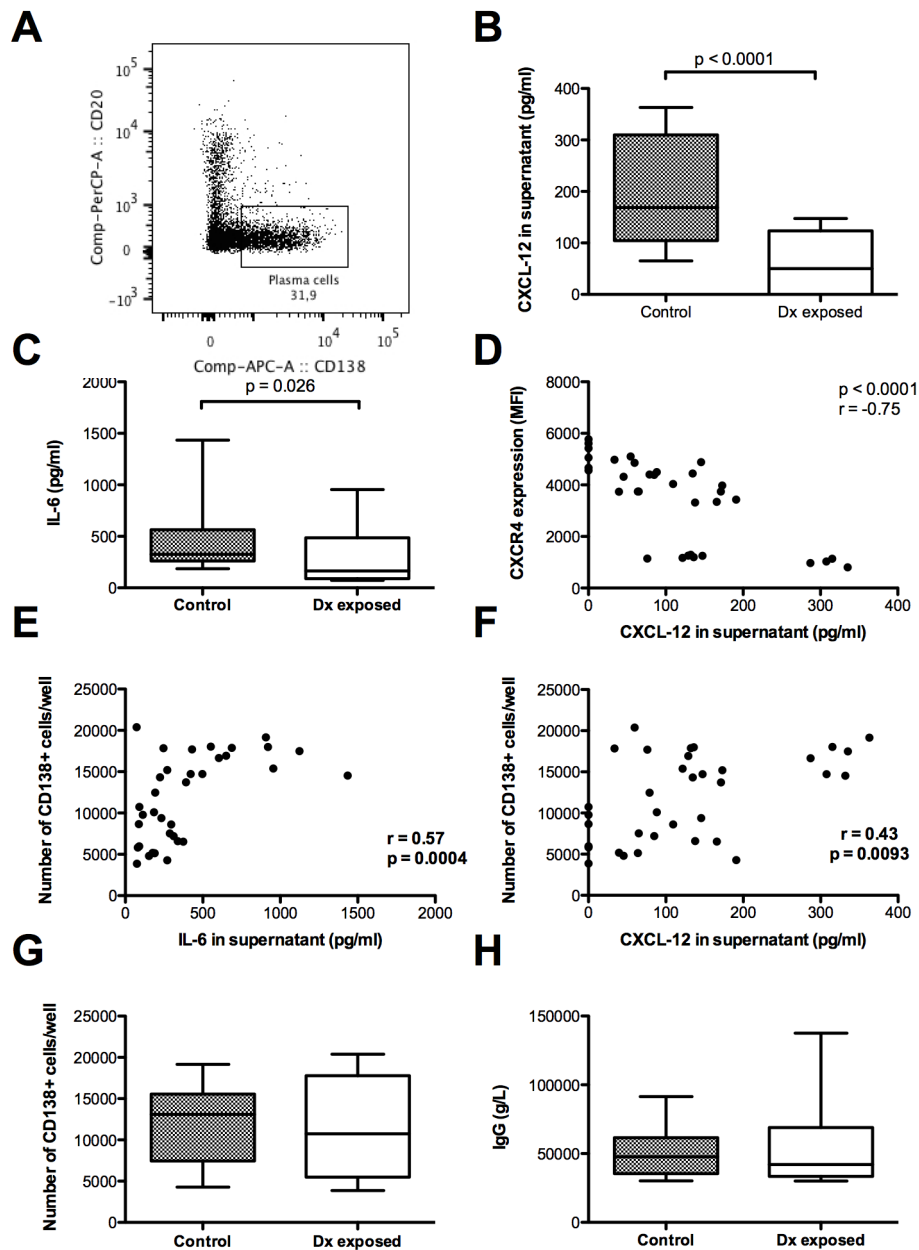 A
Comp-PerCP-A :: CD20
10^5
10^4
10^3
0
-10^3
Plasma cells
31,9
0
10^4
10^5
Comp-APC-A :: CD138
B
CXCL-12 in supernatant (pg/ml)
p < 0.0001
400
300
200
100
0
Control
Dx exposed
C
IL-6 (pg/ml)
p = 0.026
2000
1500
1000
500
0
Control
Dx exposed
D
CXCR4 expression (MFI)
p < 0.0001
r = -0.75
8000
6000
4000
2000
0
0
100
200
300
400
CXCL-12 in supernatant (pg/ml)
E
Number of CD138+ cells/well
25000
20000
15000
10000
5000
0
r = 0.57
p = 0.0004
0
500
1000
1500
2000
IL-6 in supernatant (pg/ml)
F
Number of CD138+ cells/well
25000
20000
15000
10000
5000
0
r = 0.43
p = 0.0093
0
100
200
300
400
CXCL-12 in supernatant (pg/ml)
G
Number of CD138+ cells/well
25000
20000
15000
10000
5000
0
Control
Dx exposed
H
IgG (g/L)
150000
100000
50000
0
Control
Dx exposed